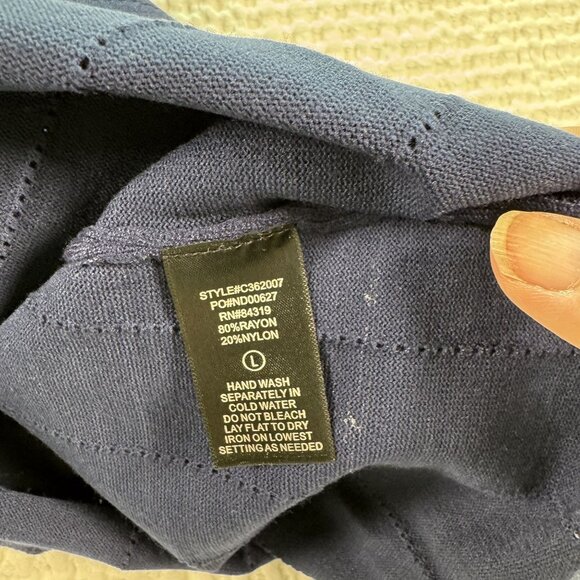 STYLE#C362007
PO#ND00627
RN#84319
80%RAYON
20%NYLON
L
HAND WASH
SEPARATELY IN
COLD WATER
DO NOT BLEACH
LAY FLAT TO DRY
IRON ON LOWEST
SETTING AS NEEDED